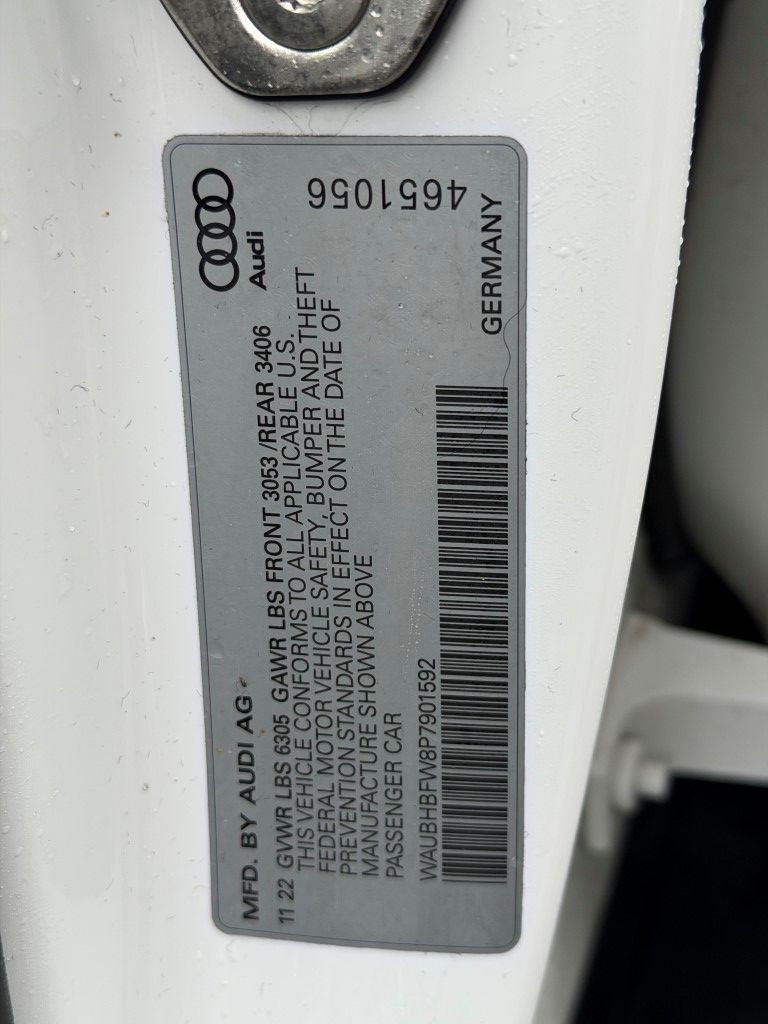 Audi
4651056
MFD. BY AUDI AG
11 22 GVWR LBS 6305 GAWR LBS FRONT 3053 /REAR 3406
THIS VEHICLE CONFORMS TO ALL APPLICABLE U.S.
FEDERAL MOTOR VEHICLE SAFETY, BUMPER AND THEFT
PREVENTION STANDARDS IN EFFECT ON THE DATE OF
MANUFACTURE SHOWN ABOVE
PASSENGER CAR
WAUBHBFW8P7901592
GERMANY